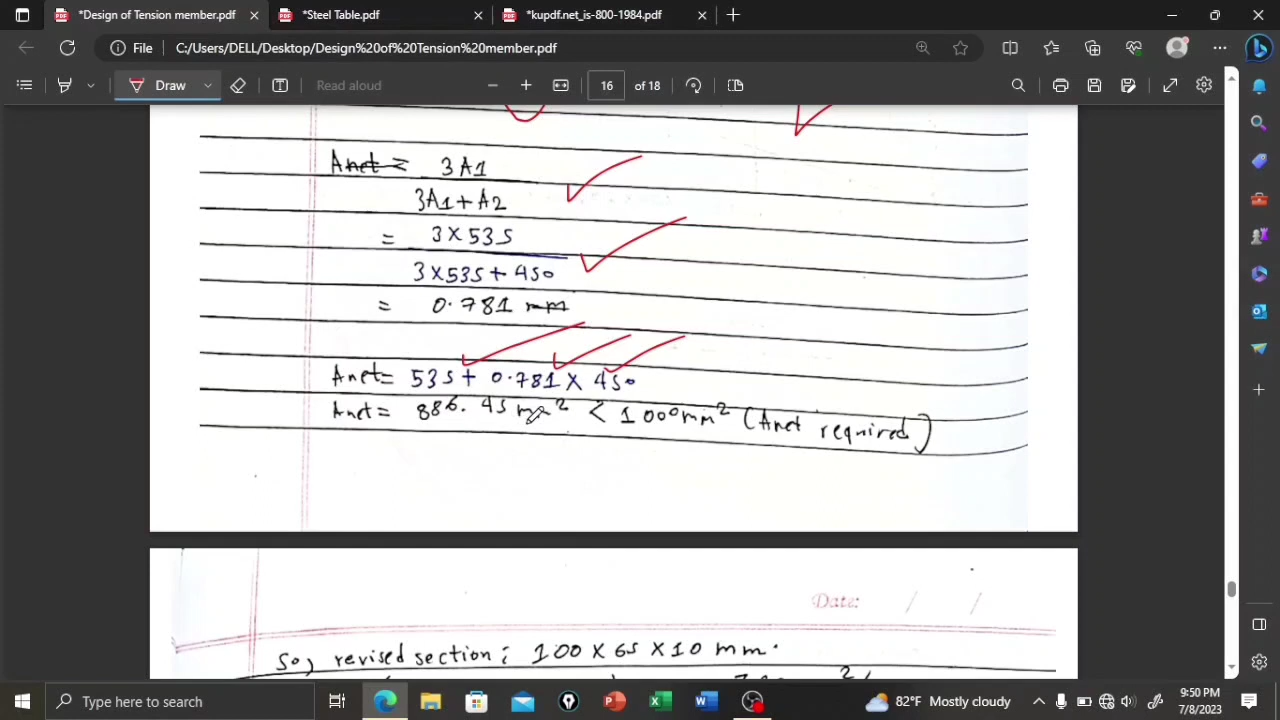 *Design of Tension member.pdf
*Steel Table.pdf
*kupdf.net_is-800-1984.pdf
File
C:/Users/DELL/Desktop/Design%20of%20Tension%20member.pdf
Draw
Read aloud
16
of 18
Anet = 3A1
3A1+A2
= 3×535
3×535+450
= 0.781 mm
Anet= 535+ 0.781 × 450
Anet= 886.45 mm2 < 1000mm2 (Anet required)
Date: / /
So, revised section: 100×65×10 mm.
Type here to search
82°F Mostly cloudy
9:50 PM
7/8/2023